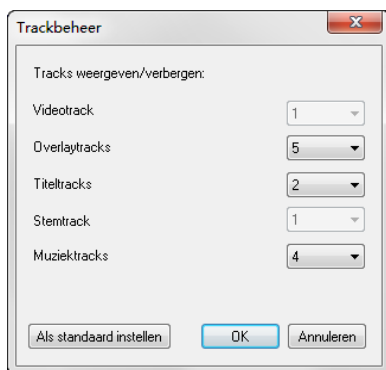 Trackbeheer
Tracks weergeven/verbergen:
Videotrack 1
Overlaytracks 5
Titeltracks 2
Stemtrack 1
Muziektracks 4
Als standaard instellen OK Annuleren